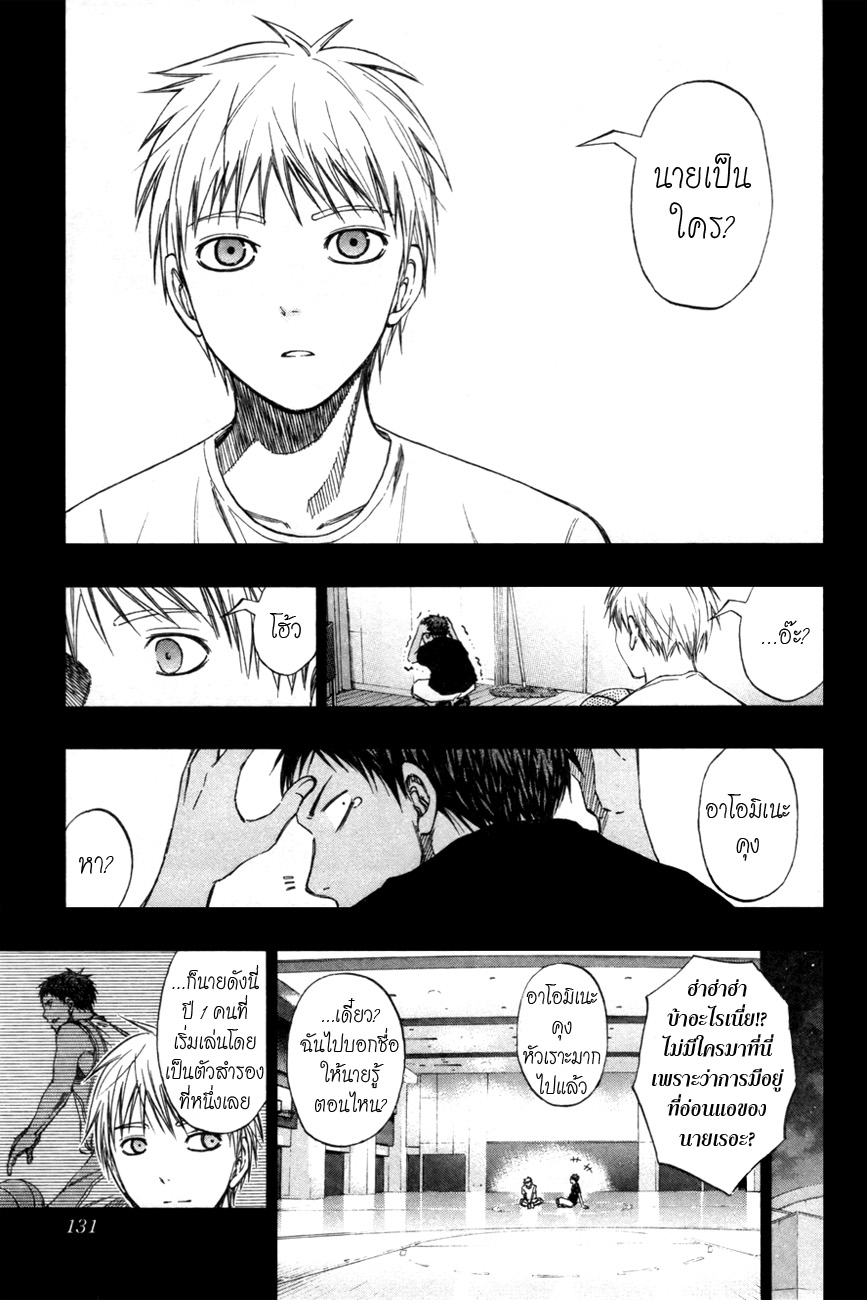 นายเป็น
ใคร?
...อ๊ะ?
โฮ้ว
อาโอมิเนะ
คุง
หา?
ฮ่าฮ่าฮ่า
บ้าอะไรเนี่ย!?
ไม่มีใครมาที่นี่
เพราะว่าการมีอยู่
ที่อ่อนแอของ
นายเรอะ?
อาโอมิเนะ
คุง
หัวเราะมาก
ไปแล้ว
...เดี๋ยว?
ฉันไปบอกชื่อ
ให้นายรู้
ตอนไหน?
...ก็นายดังนี่
ปี 1 คนที่
เริ่มเล่นโดย
เป็นตัวสำรอง
ที่หนึ่งเลย
131